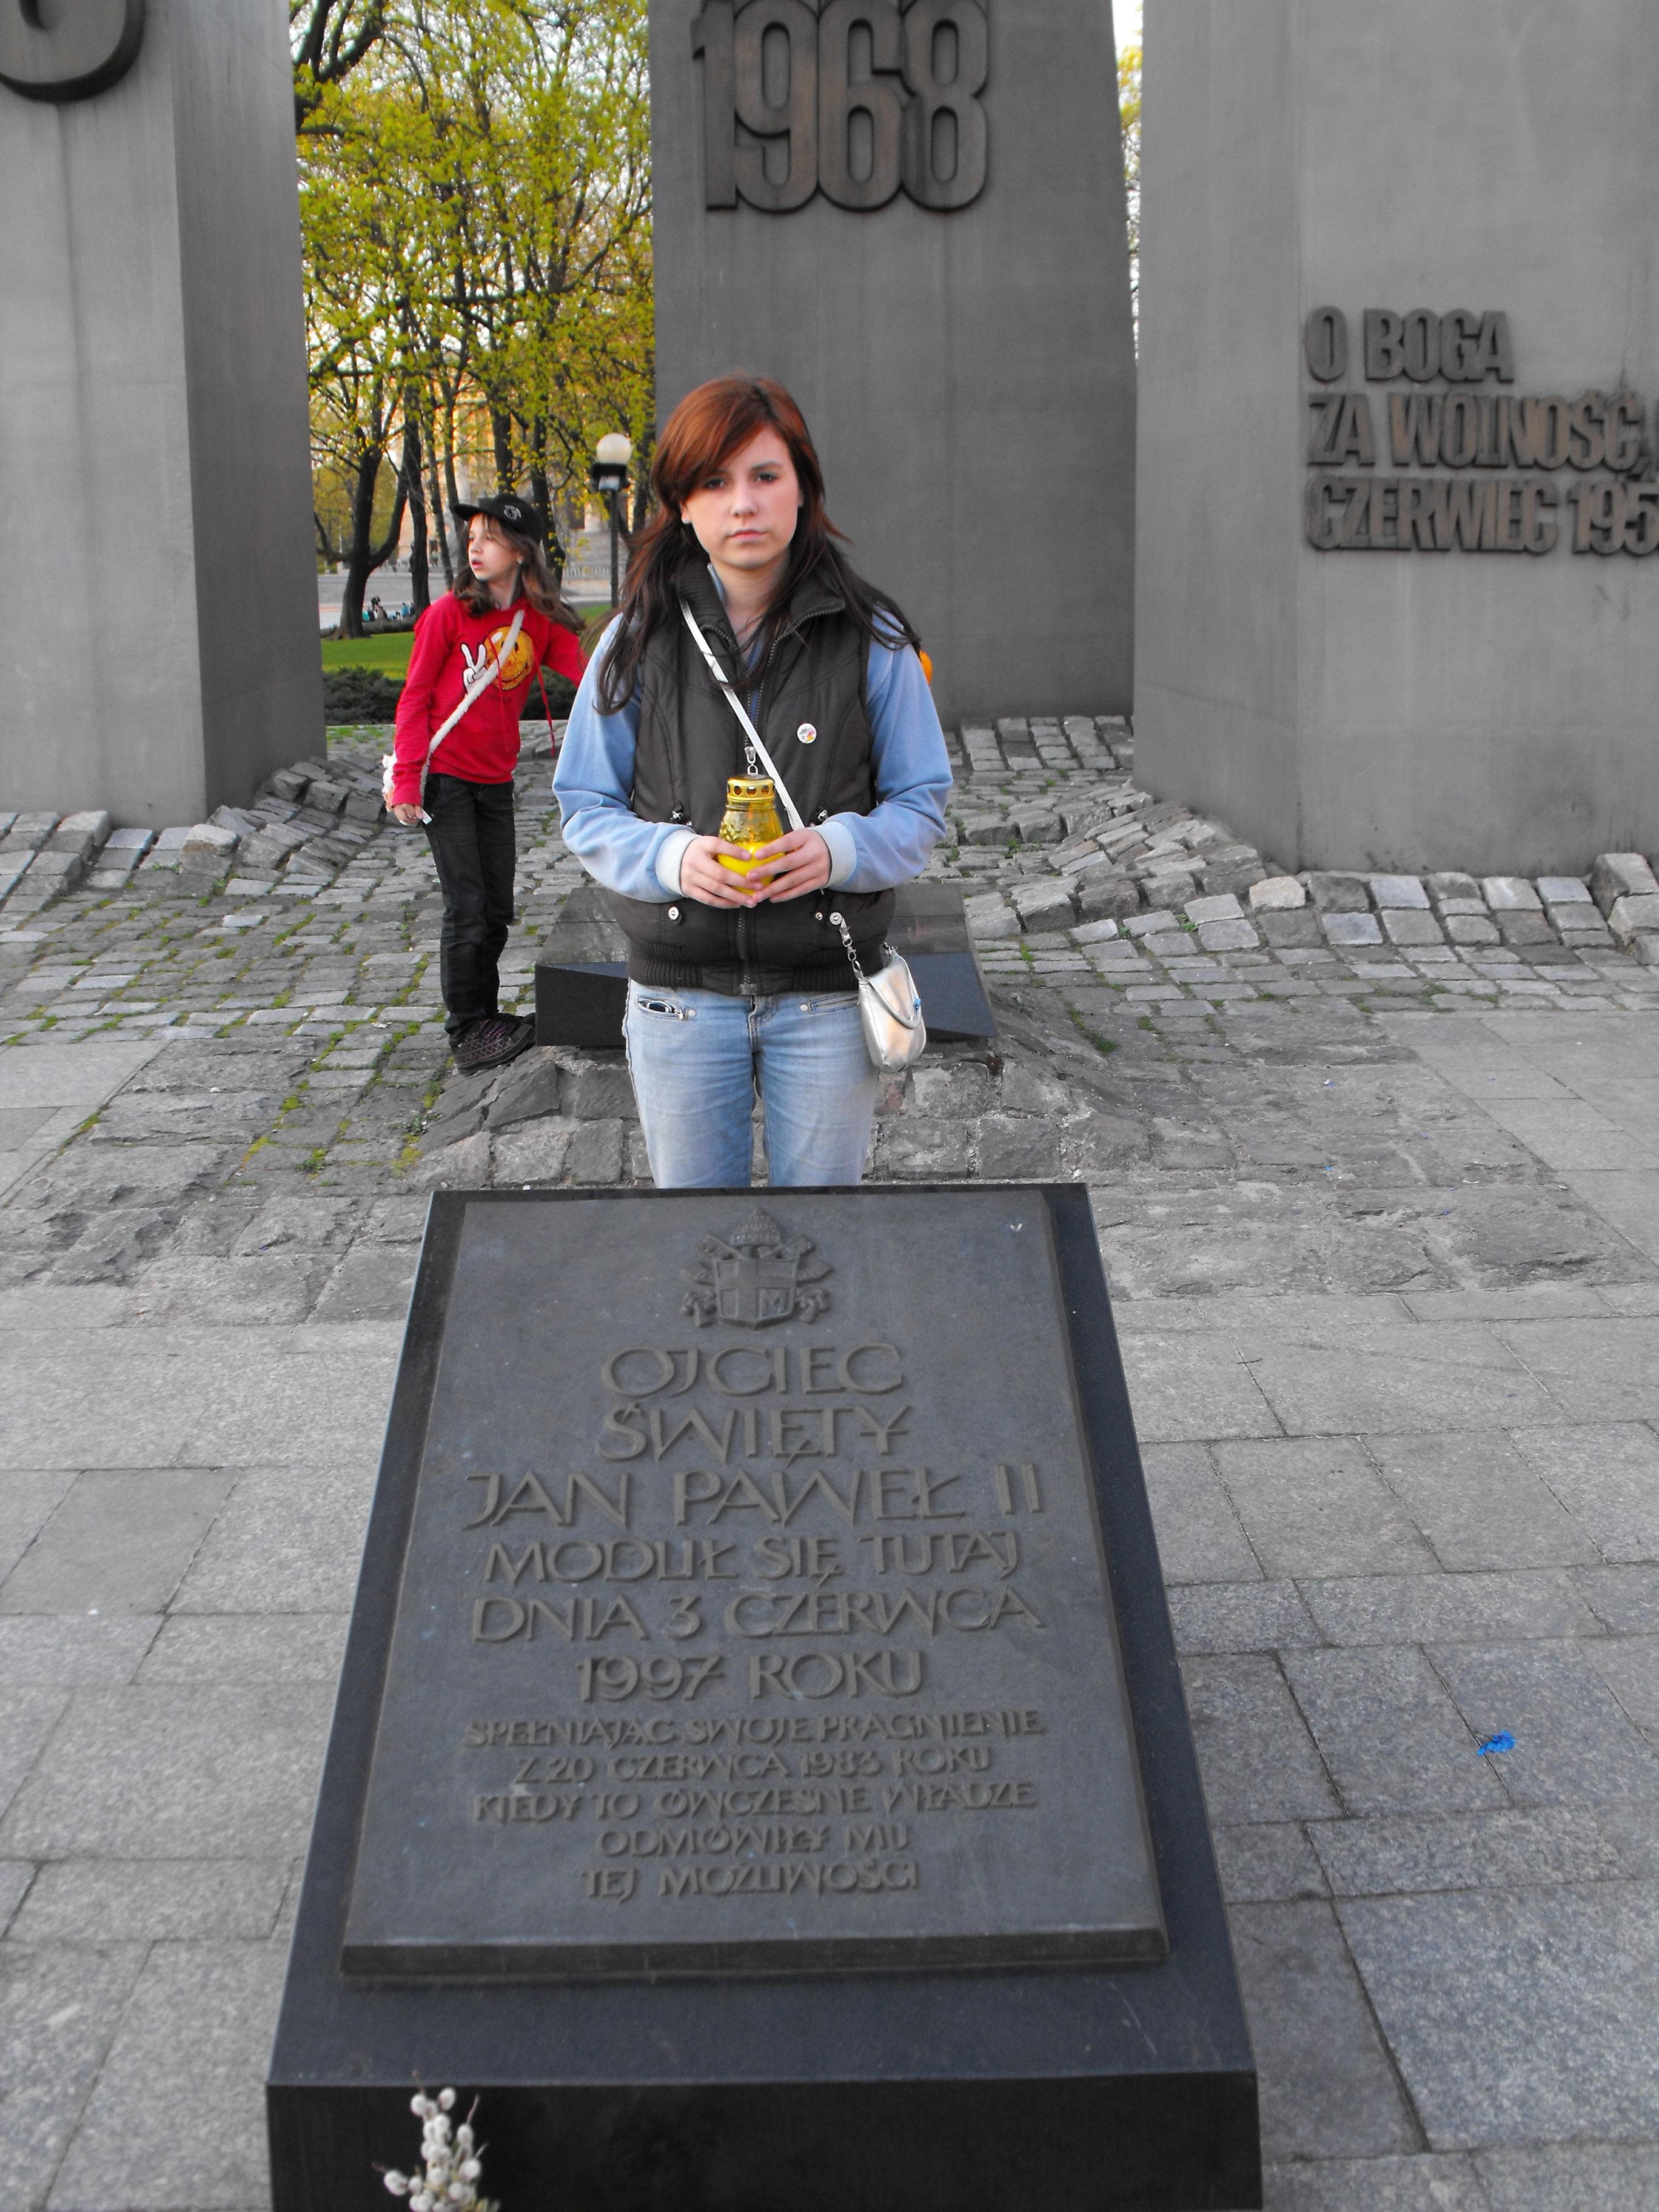 1968
O BOGA
ZA WOLNOŚĆ,
CZERWIEC 195
OJCIEC
ŚWIĘTY
JAN PAWEŁ II
MODLIŁ SIĘ TUTAJ
DNIA 3 CZERWCA
1997 ROKU
SPEŁNIAJĄC SWOJE PRAGNIENIE
Z 20 CZERWCA 1983 ROKU
KIEDY TO ÓWCZESNE WŁADZE
ODMÓWIŁY MU
TEJ MOŻLIWOŚCI